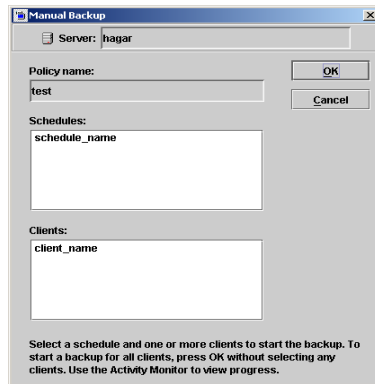 Manual Backup
Server: hagar
Policy name:
OK
test
Cancel
Schedules:
schedule_name
Clients:
client_name
Select a schedule and one or more clients to start the backup. To
start a backup for all clients, press OK without selecting any
clients. Use the Activity Monitor to view progress.